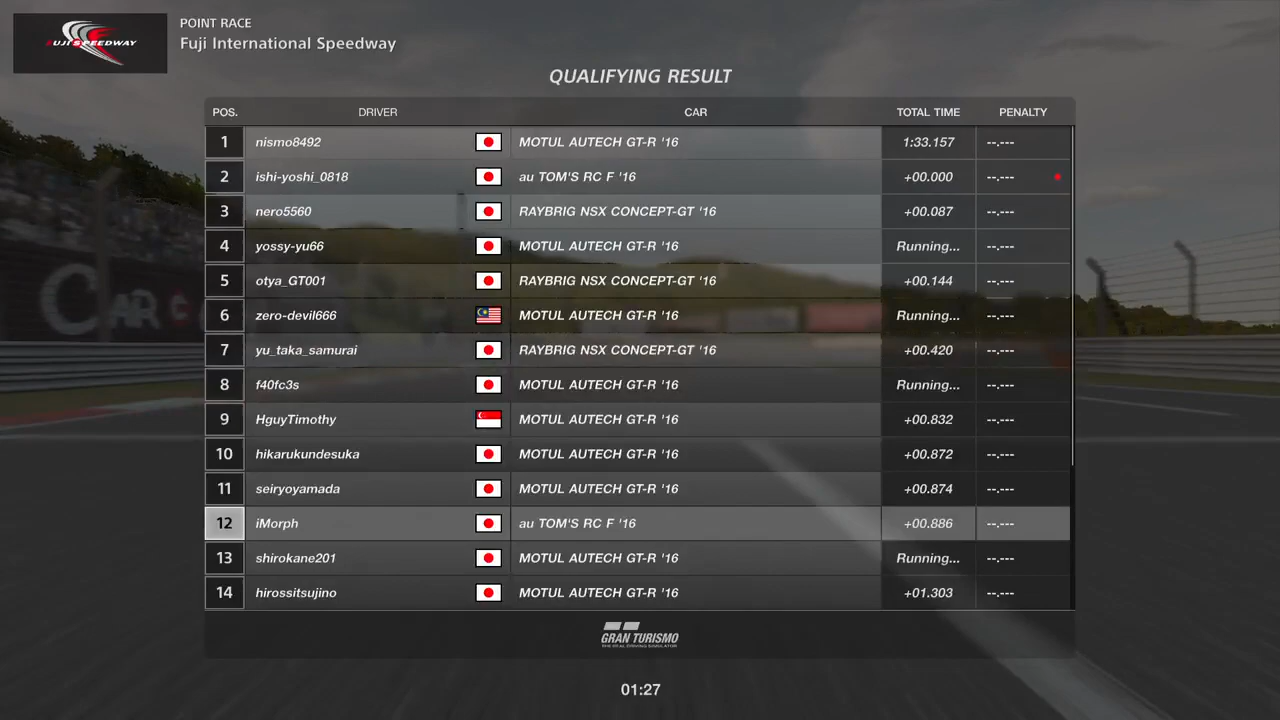 FUJI SPEEDWAY
POINT RACE
Fuji International Speedway
QUALIFYING RESULT
POS. DRIVER CAR TOTAL TIME PENALTY
1 nismo8492 MOTUL AUTECH GT-R '16 1:33.157 --.---
2 ishi-yoshi_0818 au TOM'S RC F '16 +00.000 --.---
3 nero5560 RAYBRIG NSX CONCEPT-GT '16 +00.087 --.---
4 yossy-yu66 MOTUL AUTECH GT-R '16 Running... --.---
5 otya_GT001 RAYBRIG NSX CONCEPT-GT '16 +00.144 --.---
6 zero-devil666 MOTUL AUTECH GT-R '16 Running... --.---
7 yu_taka_samurai RAYBRIG NSX CONCEPT-GT '16 +00.420 --.---
8 f40fc3s MOTUL AUTECH GT-R '16 Running... --.---
9 HguyTimothy MOTUL AUTECH GT-R '16 +00.832 --.---
10 hikarukundesuka MOTUL AUTECH GT-R '16 +00.872 --.---
11 seiryoyamada MOTUL AUTECH GT-R '16 +00.874 --.---
12 iMorph au TOM'S RC F '16 +00.886 --.---
13 shirokane201 MOTUL AUTECH GT-R '16 Running... --.---
14 hirossitsujino MOTUL AUTECH GT-R '16 +01.303 --.---
GRAN TURISMO
THE REAL DRIVING SIMULATOR
01:27